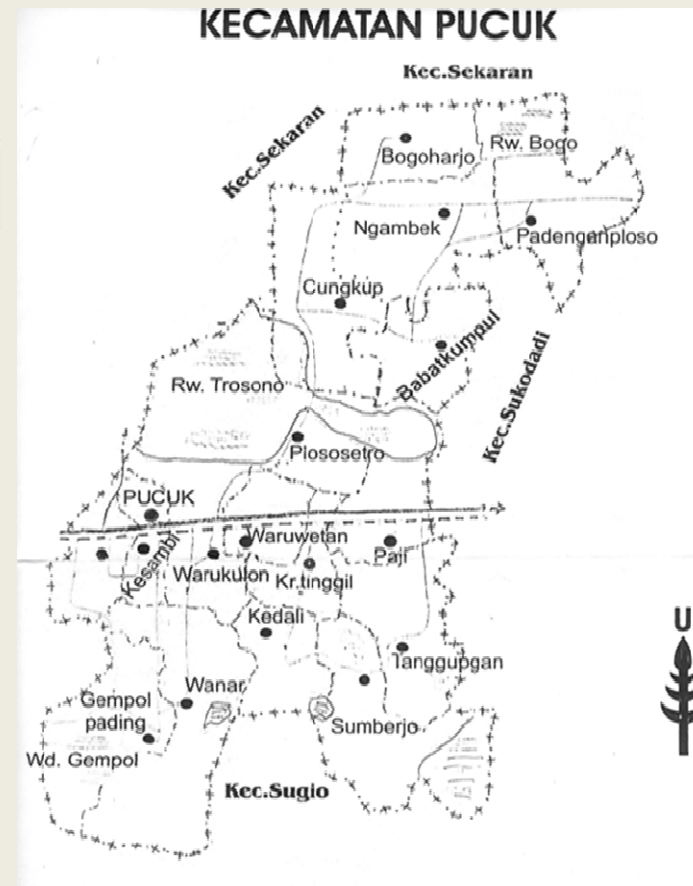 KECAMATAN PUCUK
Kec.Sekaran
Kec.Sekaran
Bogoharjo
Rw. Bogo
Ngambek
Padenganploso
Cungkup
Babatkumpul
Kec.Sukodadi
Rw. Trosono
Plososetro
PUCUK
Kesambi
Waruwetan
Warukulon
Kr.tinggil
Paji
Kedali
Tanggungan
Wanar
Gempol
pading
Sumberjo
Wd. Gempol
Kec.Sugio
U